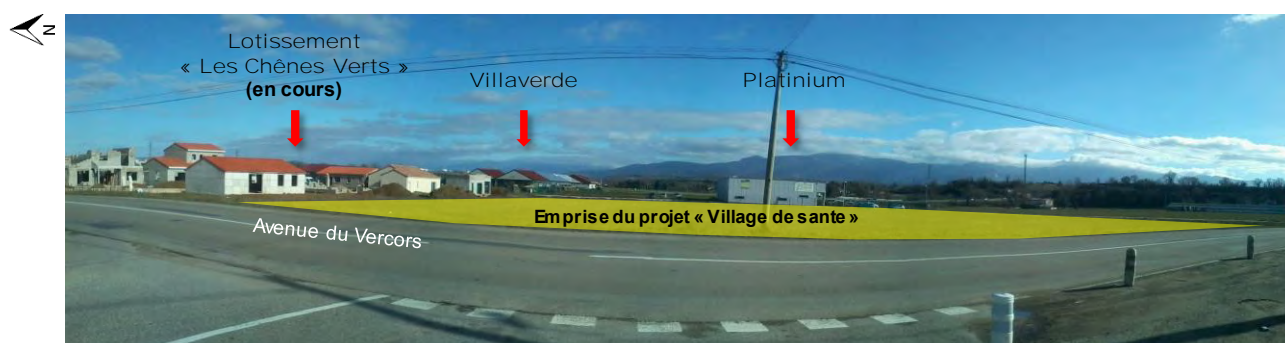 N
Lotissement
« Les Chênes Verts »
(en cours)
Villaverde
Platinium
Emprise du projet « Village de sante »
Avenue du Vercors